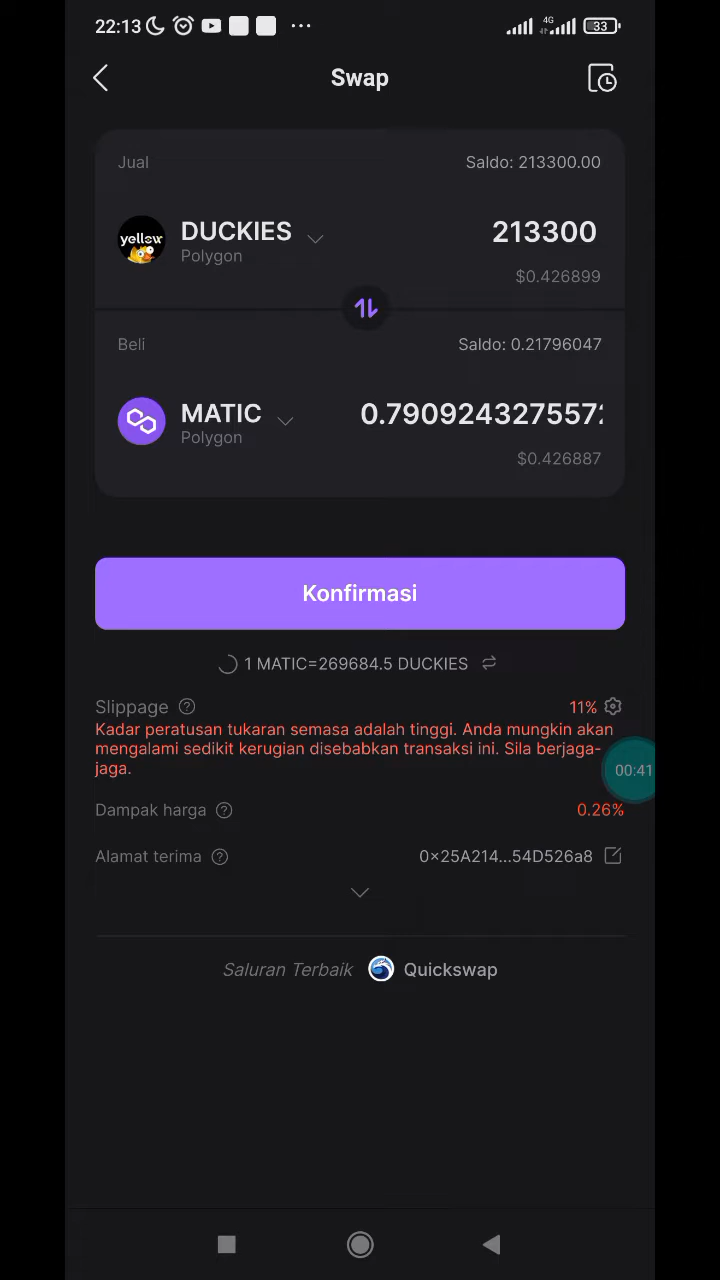 22:13 4G 33
Swap
Jual Saldo: 213300.00
yellow DUCKIES 213300
Polygon $0.426899
Beli Saldo: 0.21796047
MATIC 0.790924327557
Polygon $0.426887
Konfirmasi
1 MATIC=269684.5 DUCKIES
Slippage 11%
Kadar peratusan tukaran semasa adalah tinggi. Anda mungkin akan
mengalami sedikit kerugian disebabkan transaksi ini. Sila berjaga-
jaga.
00:41
Dampak harga 0.26%
Alamat terima 0x25A214...54D526a8
Saluran Terbaik Quickswap